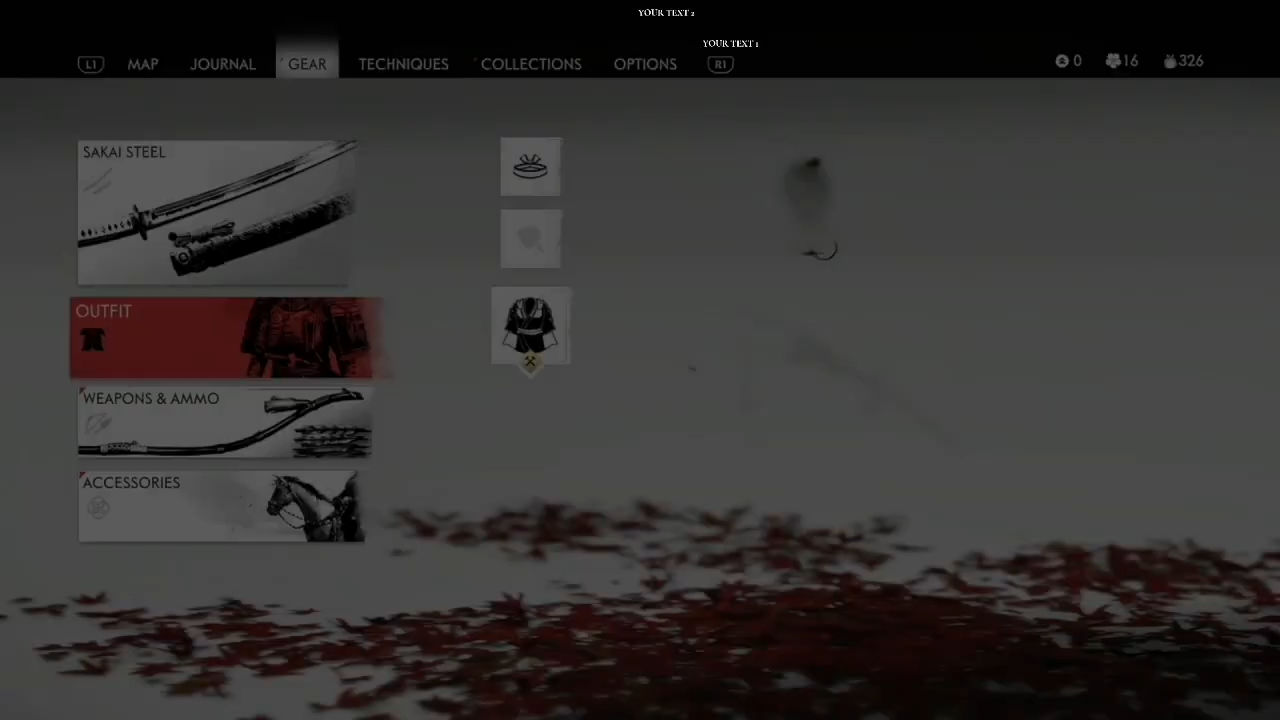 YOUR TEXT 2
YOUR TEXT 1
L1 MAP JOURNAL GEAR TECHNIQUES COLLECTIONS OPTIONS R1 0 16 326
SAKAI STEEL
OUTFIT
WEAPONS & AMMO
ACCESSORIES